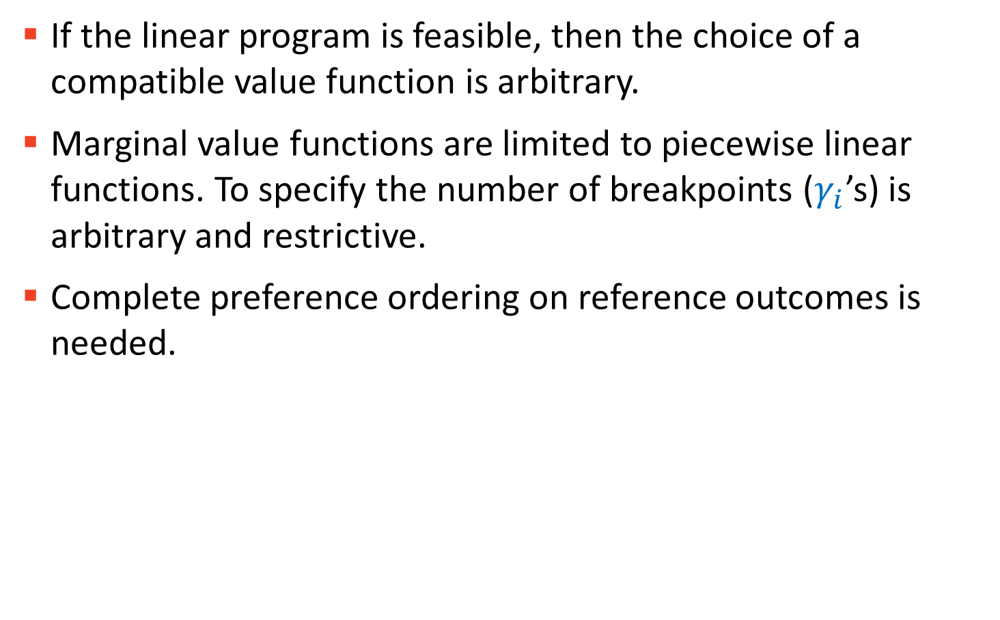 ▪ If the linear program is feasible, then the choice of a
compatible value function is arbitrary.
▪ Marginal value functions are limited to piecewise linear
functions. To specify the number of breakpoints (γᵢ’s) is
arbitrary and restrictive.
▪ Complete preference ordering on reference outcomes is
needed.